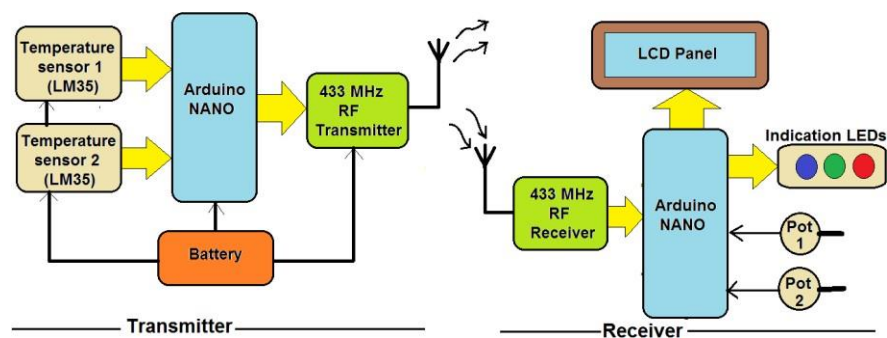 Temperature
sensor 1
(LM35)
Temperature
sensor 2
(LM35)
Arduino
NANO
433 MHz
RF
Transmitter
Battery
Transmitter
LCD Panel
Indication LEDs
433 MHz
RF
Receiver
Arduino
NANO
Pot
1
Pot
2
Receiver